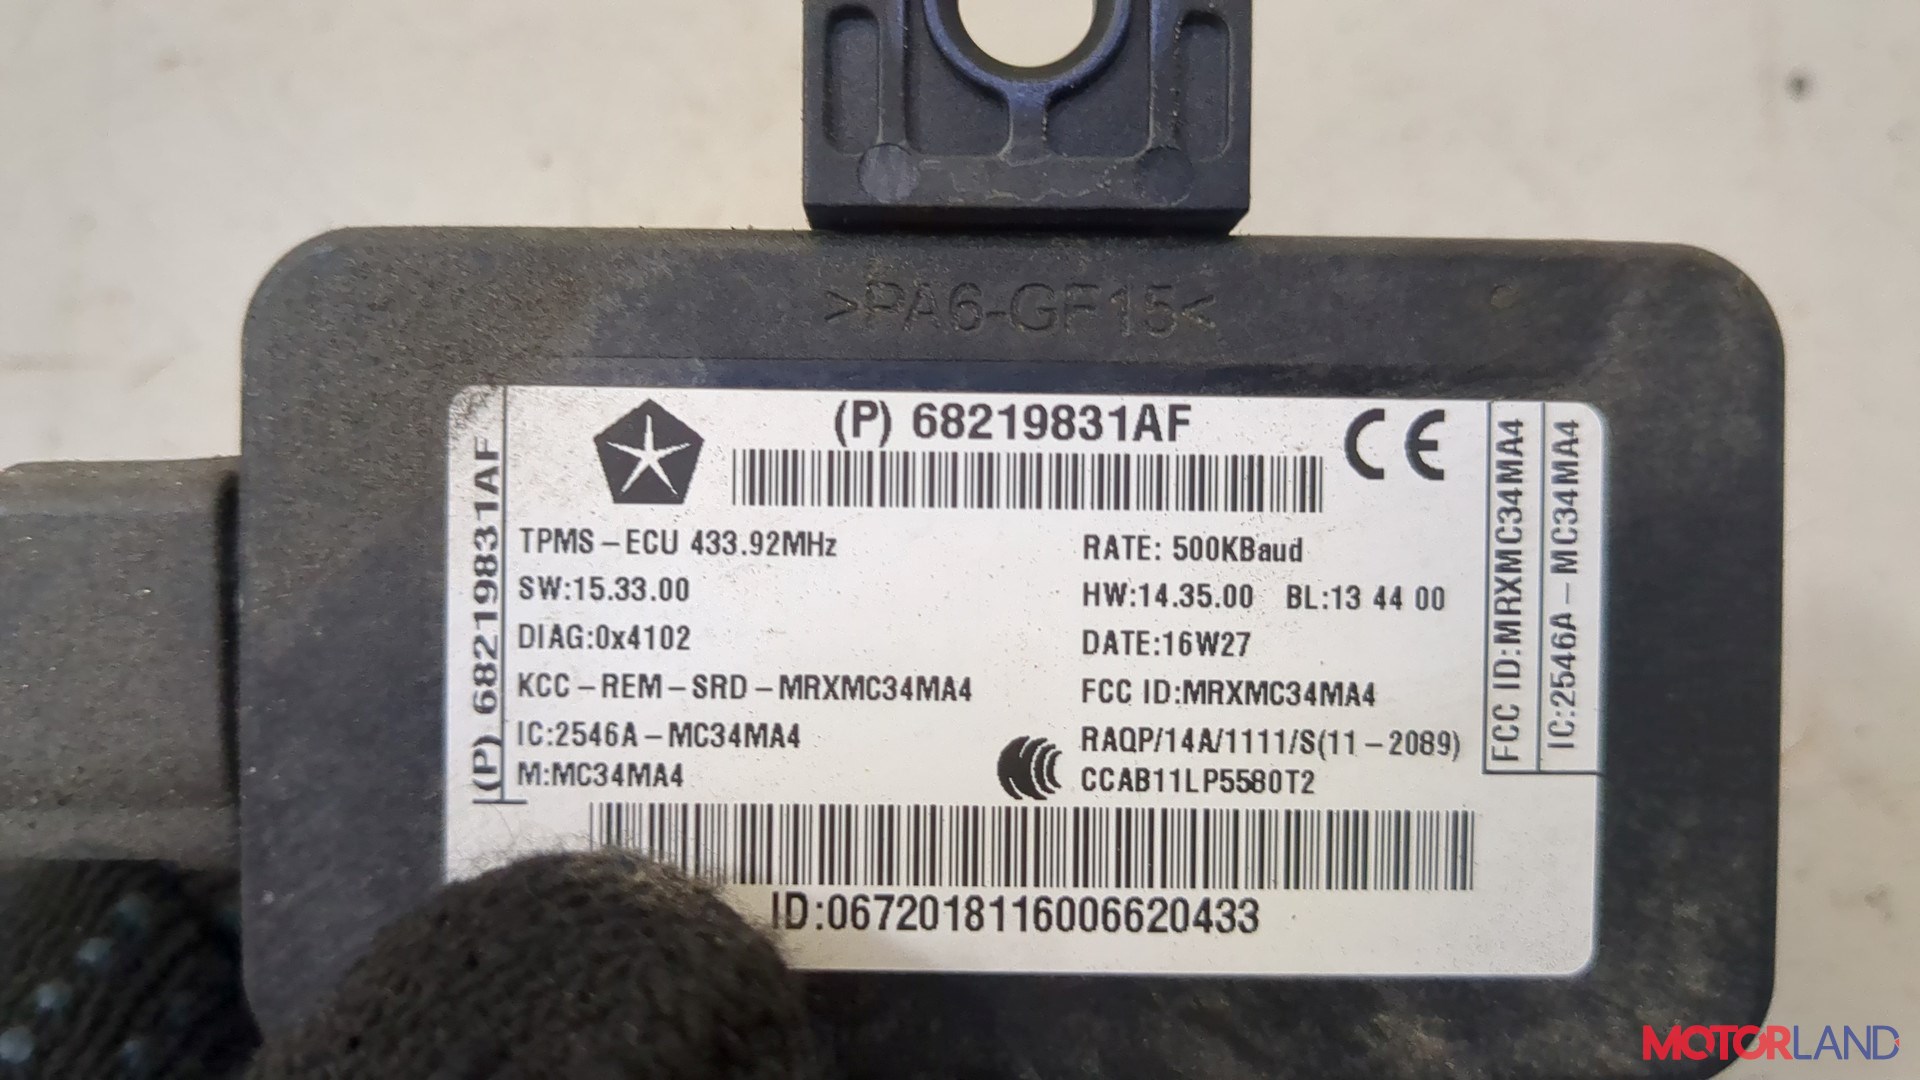 >PA6-GF15<
(P) 68219831AF
(P) 68219831AF
CE
TPMS-ECU 433.92MHz
RATE: 500KBaud
SW:15.33.00
HW:14.35.00 BL:13 44 00
DIAG:0x4102
DATE:16W27
KCC-REM-SRD-MRXMC34MA4
FCC ID:MRXMC34MA4
IC:2546A-MC34MA4
RAQP/14A/1111/S(11-2089)
M:MC34MA4
CCAB11LP5580T2
FCC ID:MRXMC34MA4
IC:2546A-MC34MA4
ID:0672018116006620433
MOTORLAND